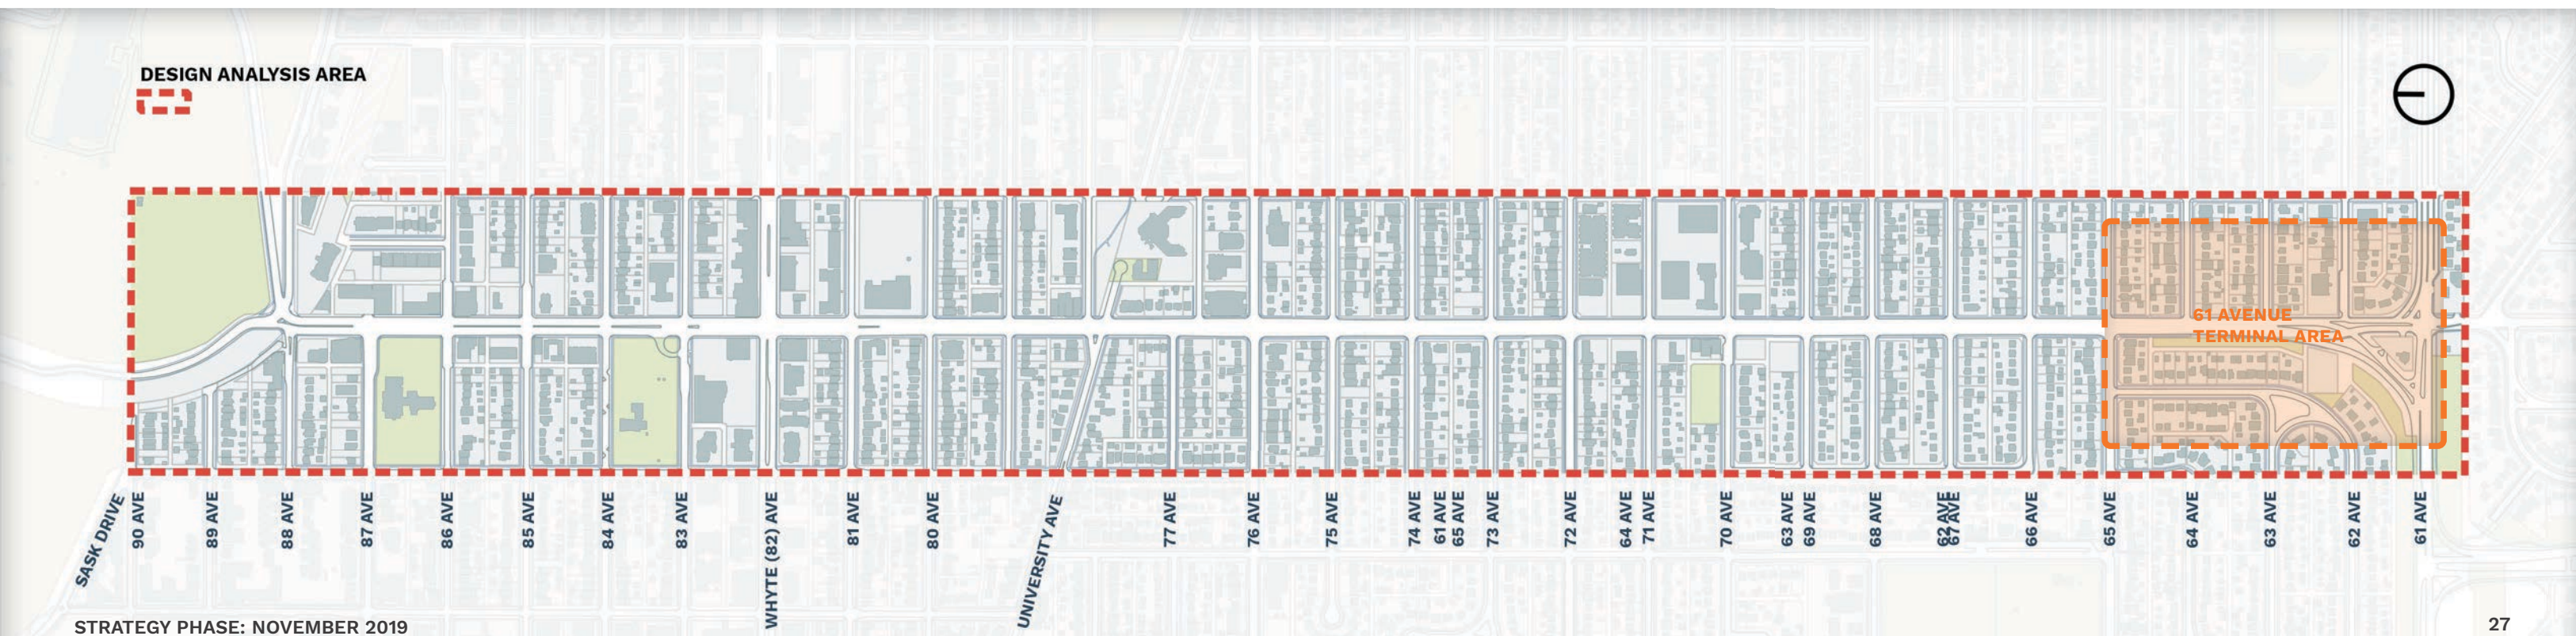 DESIGN ANALYSIS AREA
61 AVENUE
TERMINAL AREA
SASK DRIVE
90 AVE
89 AVE
88 AVE
87 AVE
86 AVE
85 AVE
84 AVE
83 AVE
WHYTE (82) AVE
81 AVE
80 AVE
UNIVERSITY AVE
77 AVE
76 AVE
75 AVE
74 AVE
61 AVE
65 AVE
73 AVE
72 AVE
64 AVE
71 AVE
70 AVE
63 AVE
69 AVE
68 AVE
62 AVE
67 AVE
66 AVE
65 AVE
64 AVE
63 AVE
62 AVE
61 AVE
STRATEGY PHASE: NOVEMBER 2019
27